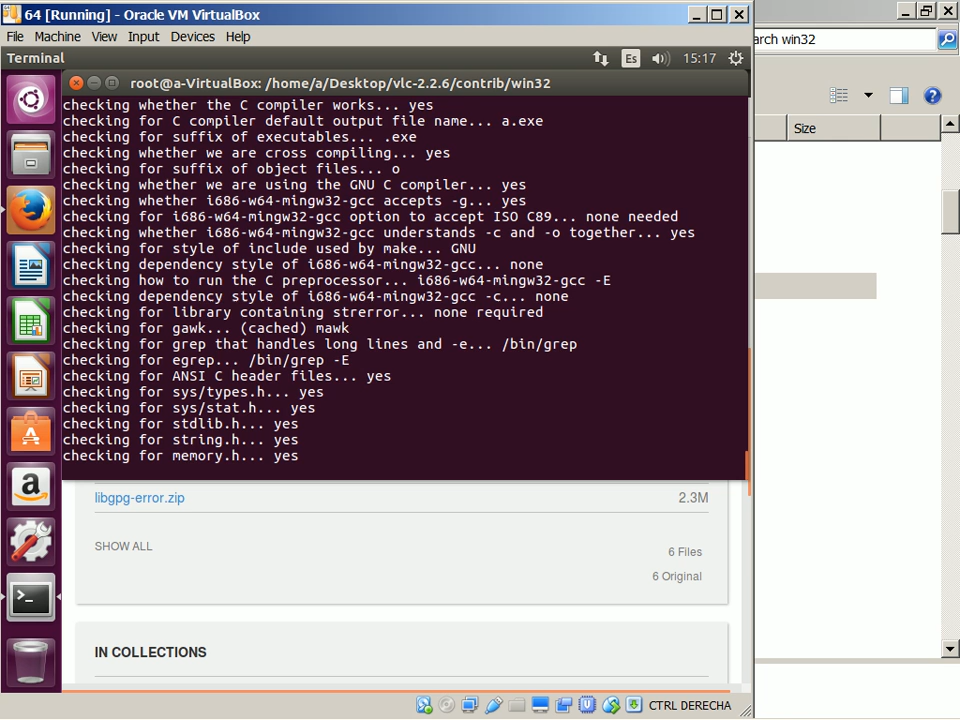 64 [Running] - Oracle VM VirtualBox
File Machine View Input Devices Help
arch win32
Terminal
Es
15:17
root@a-VirtualBox: /home/a/Desktop/vlc-2.2.6/contrib/win32
Size
checking whether the C compiler works... yes
checking for C compiler default output file name... a.exe
checking for suffix of executables... .exe
checking whether we are cross compiling... yes
checking for suffix of object files... o
checking whether we are using the GNU C compiler... yes
checking whether i686-w64-mingw32-gcc accepts -g... yes
checking for i686-w64-mingw32-gcc option to accept ISO C89... none needed
checking whether i686-w64-mingw32-gcc understands -c and -o together... yes
checking for style of include used by make... GNU
checking dependency style of i686-w64-mingw32-gcc... none
checking how to run the C preprocessor... i686-w64-mingw32-gcc -E
checking dependency style of i686-w64-mingw32-gcc -c... none
checking for library containing strerror... none required
checking for gawk... (cached) mawk
checking for grep that handles long lines and -e... /bin/grep
checking for egrep... /bin/grep -E
checking for ANSI C header files... yes
checking for sys/types.h... yes
checking for sys/stat.h... yes
checking for stdlib.h... yes
checking for string.h... yes
checking for memory.h... yes
libgpg-error.zip 2.3M
SHOW ALL
6 Files
6 Original
IN COLLECTIONS
CTRL DERECHA